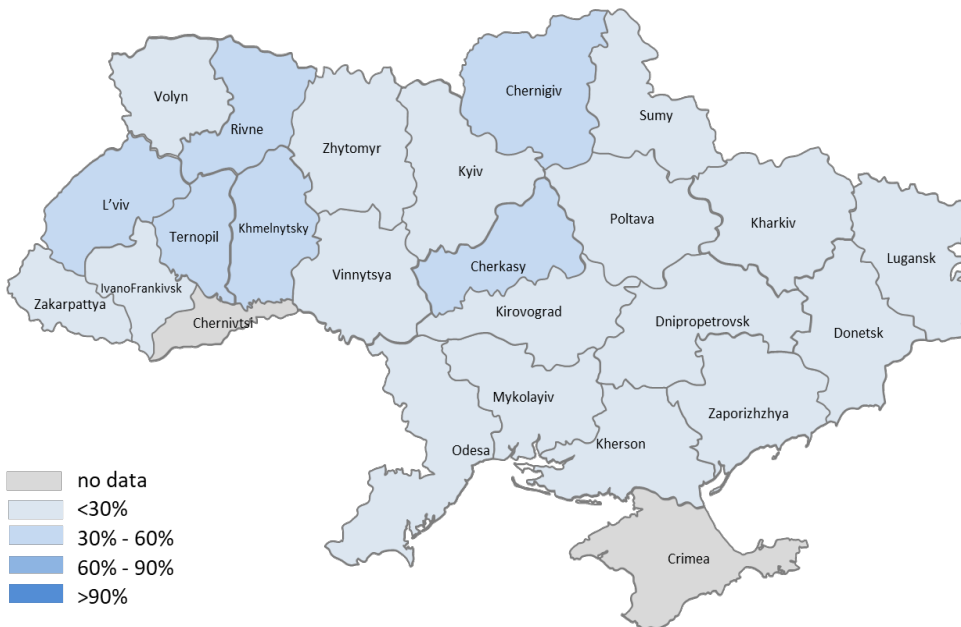 Volyn
Rivne
Chernigiv
Sumy
Zhytomyr
Kyiv
L'viv
Ternopil
Khmelnytsky
Poltava
Kharkiv
Lugansk
Cherkasy
Vinnytsya
IvanoFrankivsk
Zakarpattya
Chernivtsi
Kirovograd
Dnipropetrovsk
Donetsk
Mykolayiv
Zaporizhzhya
Odesa
Kherson
Crimea
no data
<30%
30% - 60%
60% - 90%
>90%